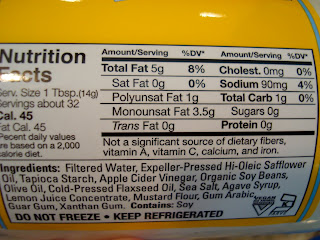 Nutrition
Facts
Serv. Size 1 Tbsp.(14g)
Servings about 32
Cal. 45
Fat Cal. 45
*Percent daily values
are based on a 2,000
calorie diet.
Amount/Serving %DV*
Total Fat 5g 8%
Sat Fat 0g 0%
Polyunsat Fat 1g
Monounsat Fat 3.5g
Trans Fat 0g
Amount/Serving %DV*
Cholest. 0mg 0%
Sodium 90mg 4%
Total Carb 1g 0%
Sugars 0g
Protein 0g
Not a significant source of dietary fibers,
vitamin A, vitamin C, calcium, and iron.
Ingredients: Filtered Water, Expeller-Pressed Hi-Oleic Safflower
Oil, Tapioca Starch, Apple Cider Vinegar, Organic Soy Beans,
Olive Oil, Cold-Pressed Flaxseed Oil, Sea Salt, Agave Syrup,
Lemon Juice Concentrate, Mustard Flour, Gum Arabic,
Guar Gum, Xanthan Gum. Contains: Soy
DO NOT FREEZE • KEEP REFRIGERATED